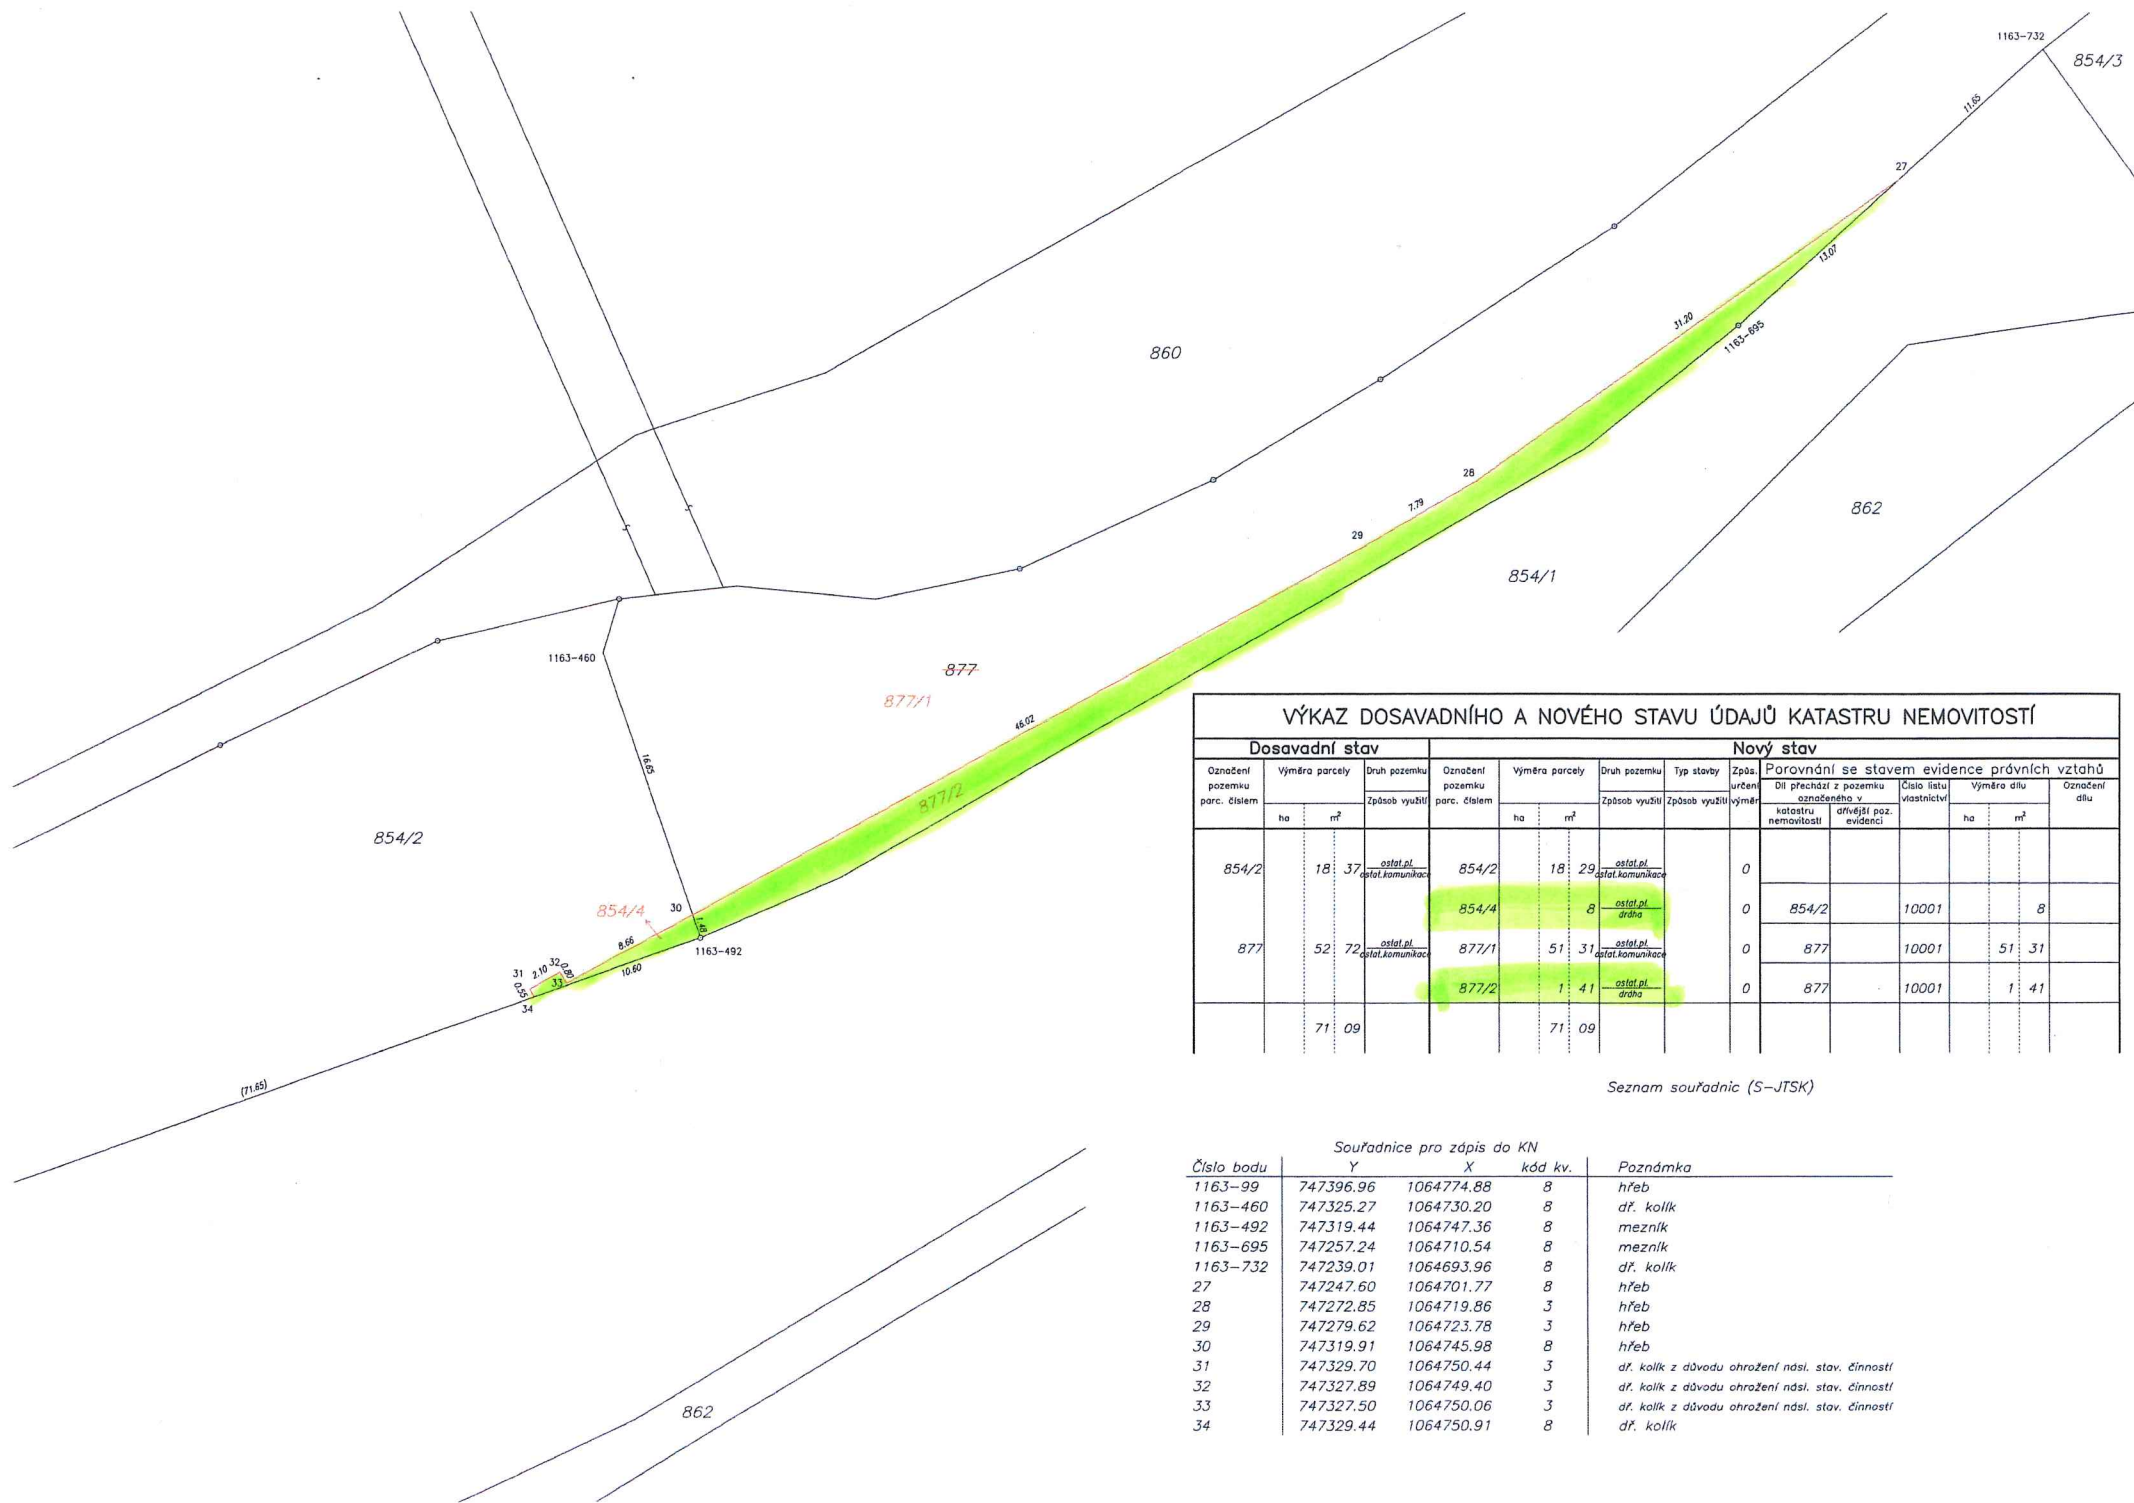 1163-732
854/3
11.65
27
13.07
31.20
1163-695
860
28
7.79
29
862
854/1
1163-460
877
877/1
46.02
16.65
877/2
854/2
854/4
30
1.48
8.66
1163-492
31
2.10
32
0.80
33
10.60
0.55
34
(71.65)
862
VÝKAZ DOSAVADNÍHO A NOVÉHO STAVU ÚDAJŮ KATASTRU NEMOVITOSTÍ
Dosavadní stav Nový stav
Označení pozemku parc. číslem Výměra parcely ha m² Druh pozemku Způsob využití Označení pozemku parc. číslem Výměra parcely ha m² Druh pozemku Způsob využití Typ stavby Způsob využití Způs. určení výměr Porovnání se stavem evidence právních vztahů
Díl přechází z pozemku označeného v katastru nemovitostí dřívější poz. evidenci Číslo listu vlastnictví Výměra dílu ha m² Označení dílu
854/2 18 37 ostat.pl. ostat.komunikace 854/2 18 29 ostat.pl. ostat.komunikace 0
854/4 8 ostat.pl. dráha 0 854/2 10001 8
877 52 72 ostat.pl. ostat.komunikace 877/1 51 31 ostat.pl. ostat.komunikace 0 877 10001 51 31
877/2 1 41 ostat.pl. dráha 0 877 10001 1 41
71 09 71 09
Seznam souřadnic (S-JTSK)
Souřadnice pro zápis do KN
Číslo bodu Y X kód kv. Poznámka
1163-99 747396.96 1064774.88 8 hřeb
1163-460 747325.27 1064730.20 8 dř. kolík
1163-492 747319.44 1064747.36 8 mezník
1163-695 747257.24 1064710.54 8 mezník
1163-732 747239.01 1064693.96 8 dř. kolík
27 747247.60 1064701.77 8 hřeb
28 747272.85 1064719.86 3 hřeb
29 747279.62 1064723.78 3 hřeb
30 747319.91 1064745.98 8 hřeb
31 747329.70 1064750.44 3 dř. kolík z důvodu ohrožení násl. stav. činností
32 747327.89 1064749.40 3 dř. kolík z důvodu ohrožení násl. stav. činností
33 747327.50 1064750.06 3 dř. kolík z důvodu ohrožení násl. stav. činností
34 747329.44 1064750.91 8 dř. kolík